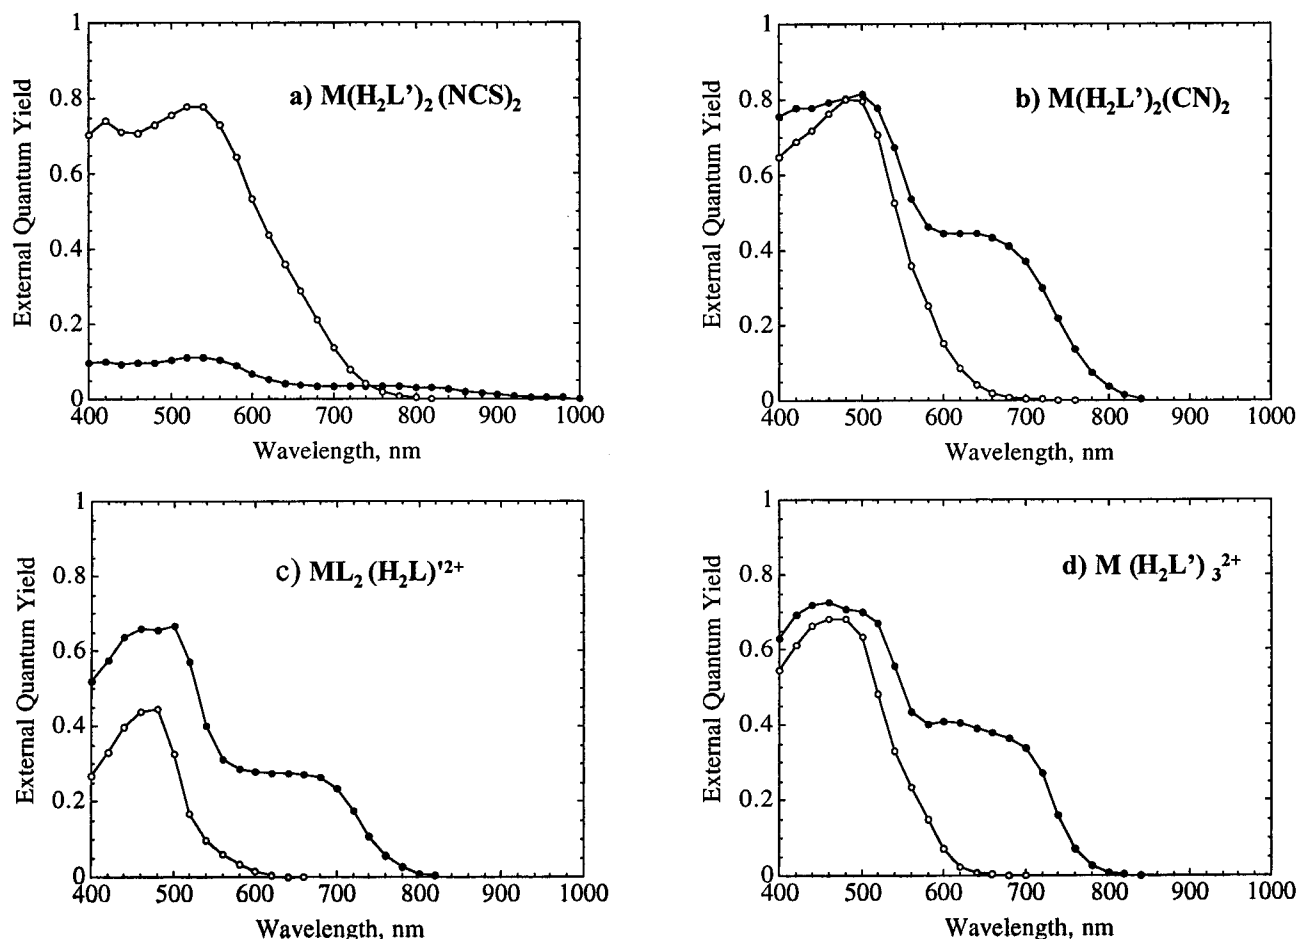 1
0.8
0.6
0.4
0.2
0
External Quantum Yield
a) M(H₂L’)₂(NCS)₂
400 500 600 700 800 900 1000
Wavelength, nm
1
0.8
0.6
0.4
0.2
0
External Quantum Yield
b) M(H₂L’)₂(CN)₂
400 500 600 700 800 900 1000
Wavelength, nm
1
0.8
0.6
0.4
0.2
0
External Quantum Yield
c) ML₂(H₂L)'²⁺
400 500 600 700 800 900 1000
Wavelength, nm
1
0.8
0.6
0.4
0.2
0
External Quantum Yield
d) M (H₂L’) ₃²⁺
400 500 600 700 800 900 1000
Wavelength, nm